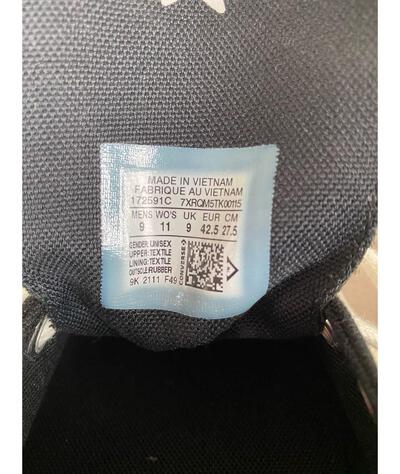 MADE IN VIETNAM
FABRIQUE AU VIETNAM
172591C 7XRQM5TK00115
MENS WO'S UK EUR CM
9 11 9 42.5 27.5
GENDER:UNISEX
UPPER:TEXTILE
LINING:TEXTILE
OUTSOLE:RUBBER
9K 2111 F49
CONVERSE